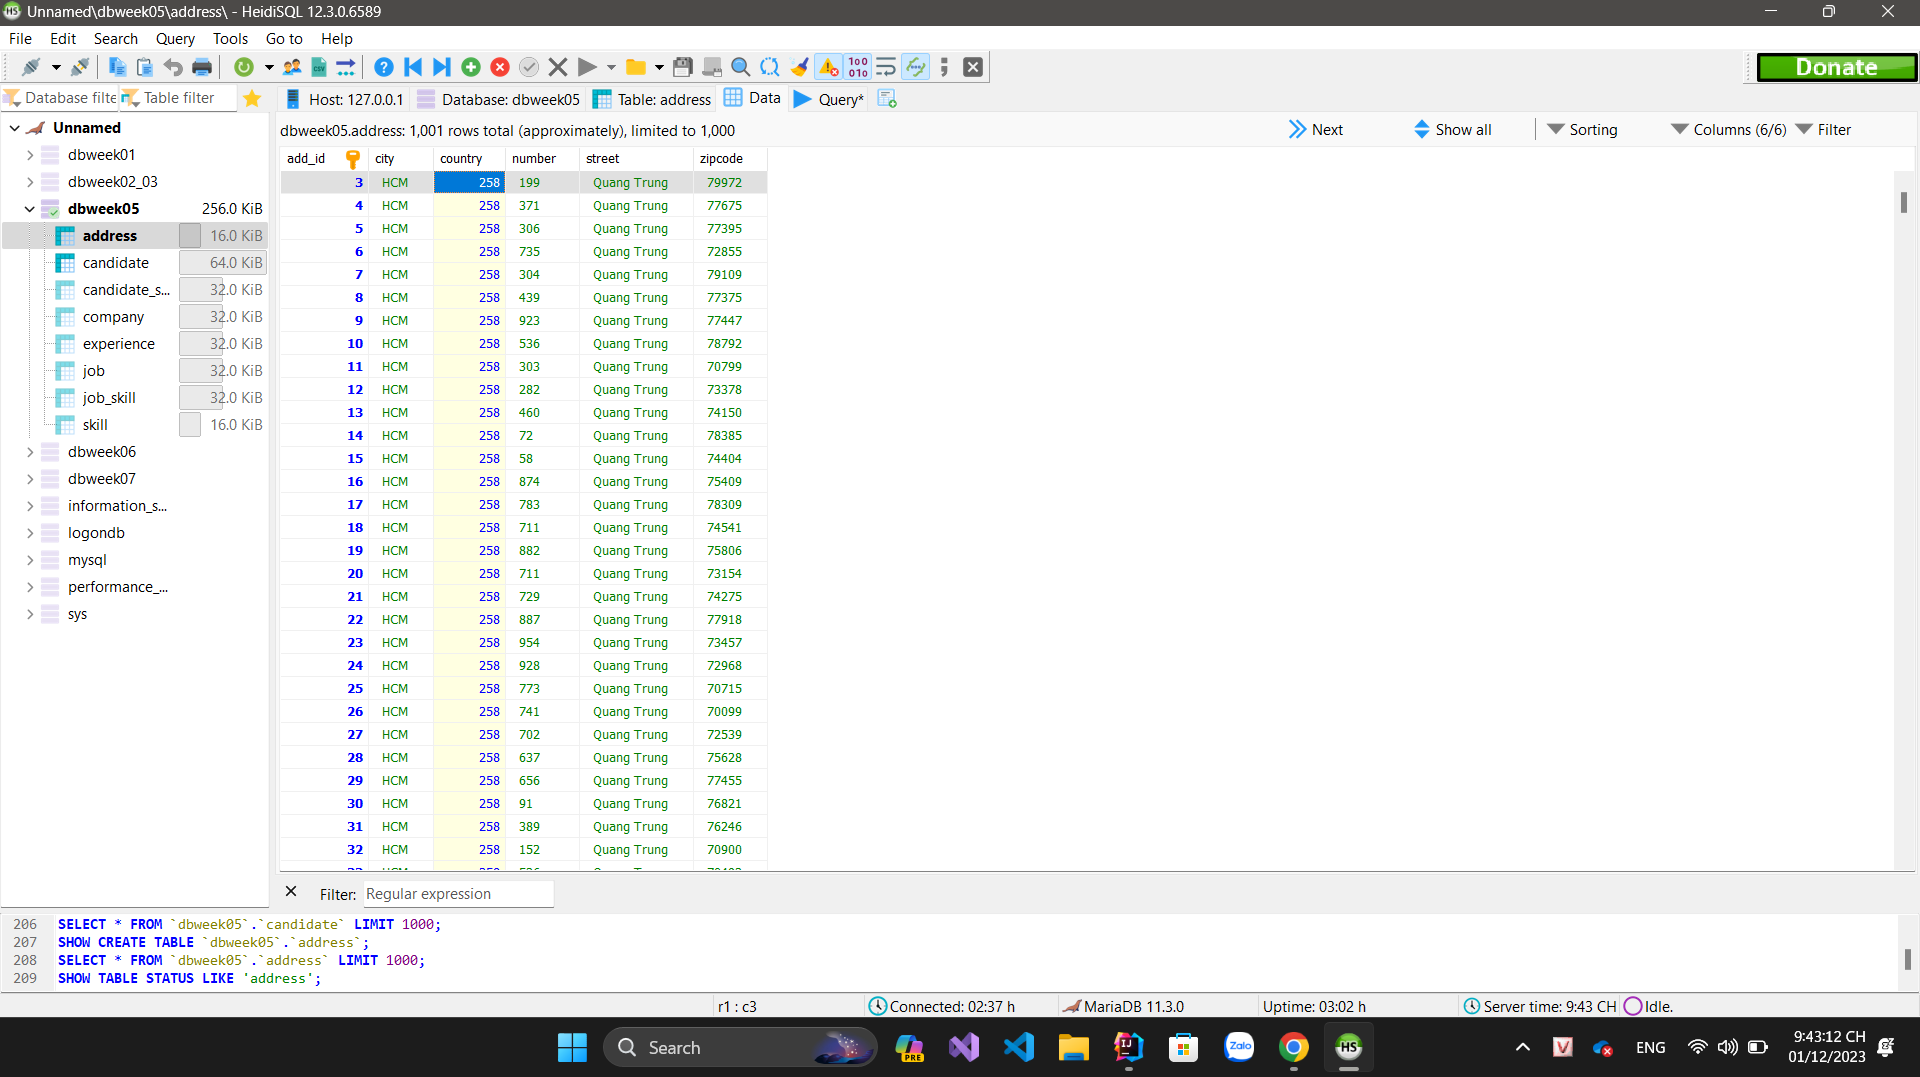 Unnamed\dbweek05\address\ - HeidiSQL 12.3.0.6589
File Edit Search Query Tools Go to Help
Donate
Database filte Table filter Host: 127.0.0.1 Database: dbweek05 Table: address Data Query*
dbweek05.address: 1,001 rows total (approximately), limited to 1,000 Next Show all Sorting Columns (6/6) Filter
Unnamed
dbweek01
dbweek02_03
dbweek05 256.0 KiB
address 16.0 KiB
candidate 64.0 KiB
candidate_s... 32.0 KiB
company 32.0 KiB
experience 32.0 KiB
job 32.0 KiB
job_skill 32.0 KiB
skill 16.0 KiB
dbweek06
dbweek07
information_s...
logondb
mysql
performance_...
sys
add_id city country number street zipcode
3 HCM 258 199 Quang Trung 79972
4 HCM 258 371 Quang Trung 77675
5 HCM 258 306 Quang Trung 77395
6 HCM 258 735 Quang Trung 72855
7 HCM 258 304 Quang Trung 79109
8 HCM 258 439 Quang Trung 77375
9 HCM 258 923 Quang Trung 77447
10 HCM 258 536 Quang Trung 78792
11 HCM 258 303 Quang Trung 70799
12 HCM 258 282 Quang Trung 73378
13 HCM 258 460 Quang Trung 74150
14 HCM 258 72 Quang Trung 78385
15 HCM 258 58 Quang Trung 74404
16 HCM 258 874 Quang Trung 75409
17 HCM 258 783 Quang Trung 78309
18 HCM 258 711 Quang Trung 74541
19 HCM 258 882 Quang Trung 75806
20 HCM 258 711 Quang Trung 73154
21 HCM 258 729 Quang Trung 74275
22 HCM 258 887 Quang Trung 77918
23 HCM 258 954 Quang Trung 73457
24 HCM 258 928 Quang Trung 72968
25 HCM 258 773 Quang Trung 70715
26 HCM 258 741 Quang Trung 70099
27 HCM 258 702 Quang Trung 72539
28 HCM 258 637 Quang Trung 75628
29 HCM 258 656 Quang Trung 77455
30 HCM 258 91 Quang Trung 76821
31 HCM 258 389 Quang Trung 76246
32 HCM 258 152 Quang Trung 70900
Filter: Regular expression
206 SELECT * FROM `dbweek05`.`candidate` LIMIT 1000;
207 SHOW CREATE TABLE `dbweek05`.`address`;
208 SELECT * FROM `dbweek05`.`address` LIMIT 1000;
209 SHOW TABLE STATUS LIKE 'address';
r1 : c3 Connected: 02:37 h MariaDB 11.3.0 Uptime: 03:02 h Server time: 9:43 CH Idle.
Search PRE Zalo HS ENG 9:43:12 CH
01/12/2023